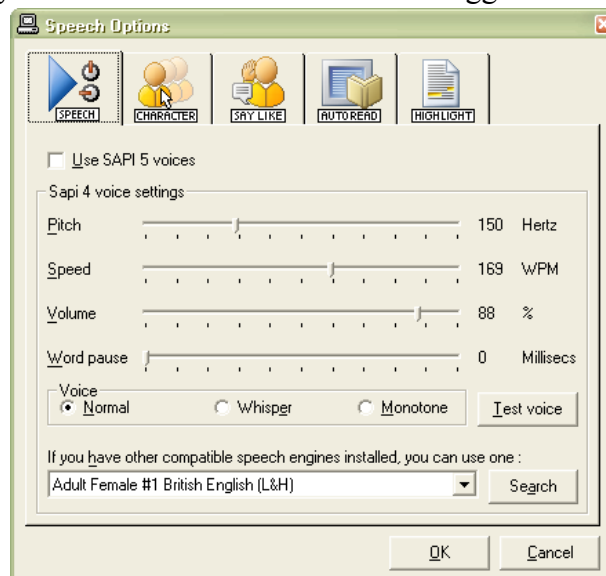 Speech Options
SPEECH CHARACTER SAY LIKE AUTO READ HIGHLIGHT
Use SAPI 5 voices
Sapi 4 voice settings
Pitch 150 Hertz
Speed 169 WPM
Volume 88 %
Word pause 0 Millisecs
Voice
Normal Whisper Monotone Test voice
If you have other compatible speech engines installed, you can use one :
Adult Female #1 British English (L&H) Search
OK Cancel